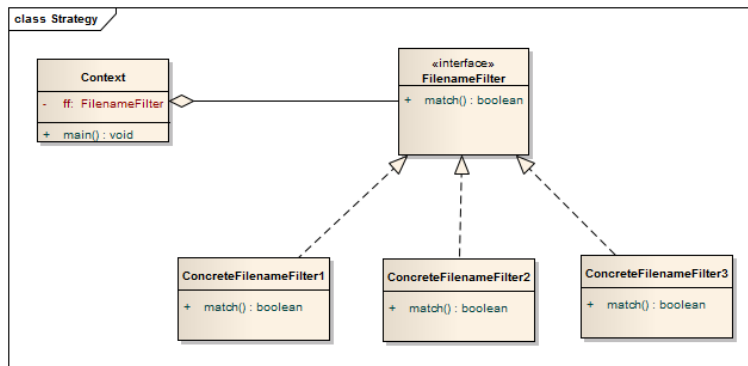 class Strategy
Context
- ff: FilenameFilter
+ main() : void
«interface»
FilenameFilter
+ match() : boolean
ConcreteFilenameFilter1
+ match() : boolean
ConcreteFilenameFilter2
+ match() : boolean
ConcreteFilenameFilter3
+ match() : boolean